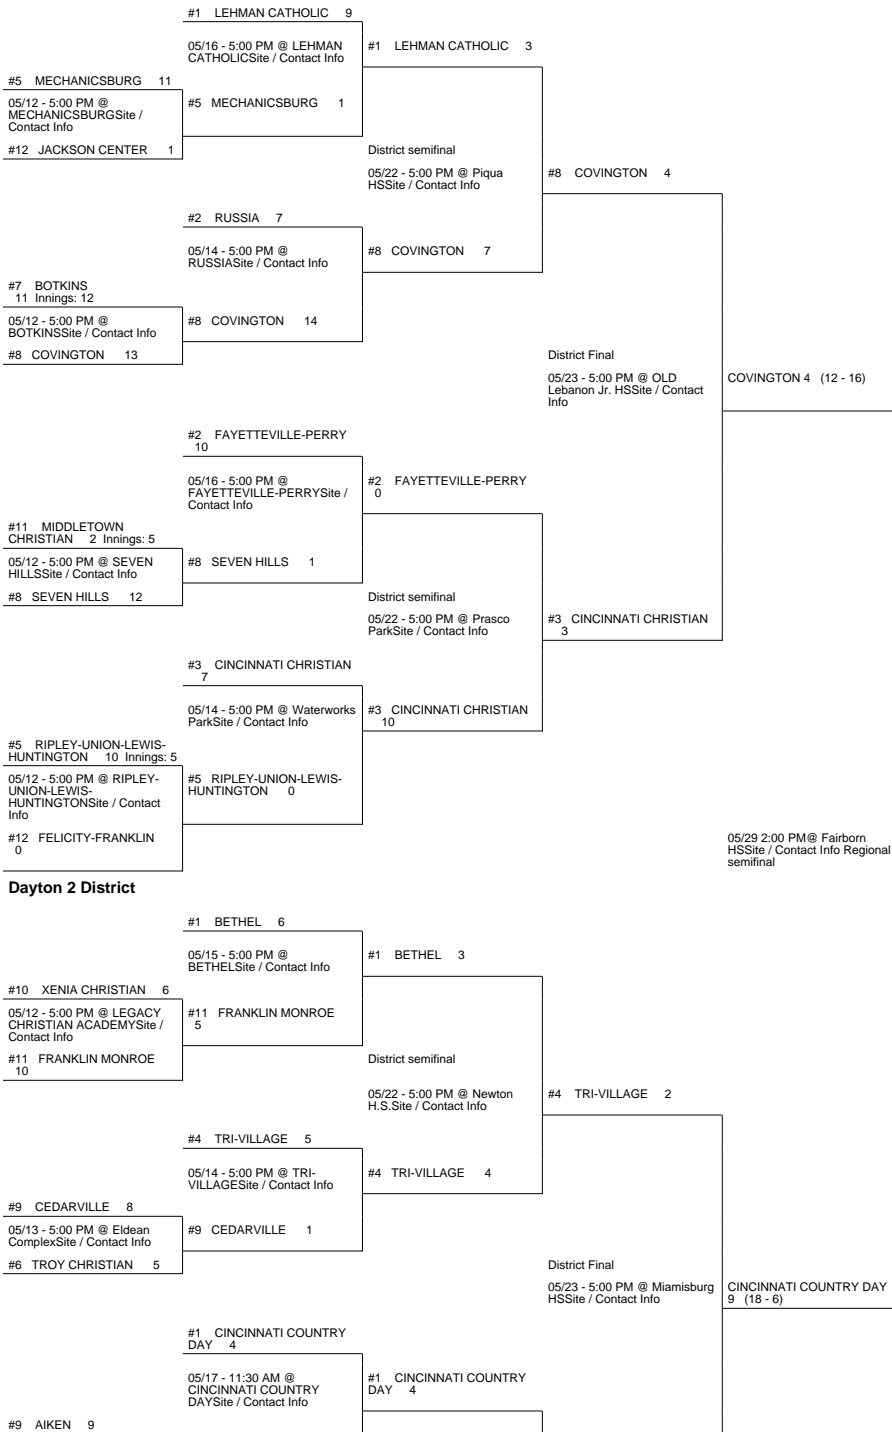 #1 LEHMAN CATHOLIC 9
05/16 - 5:00 PM @ LEHMAN
CATHOLICSite / Contact Info
#1 LEHMAN CATHOLIC 3
#5 MECHANICSBURG 11
05/12 - 5:00 PM @
MECHANICSBURGSite /
Contact Info
#5 MECHANICSBURG 1
#12 JACKSON CENTER 1
District semifinal
05/22 - 5:00 PM @ Piqua
HSSite / Contact Info
#8 COVINGTON 4
#2 RUSSIA 7
05/14 - 5:00 PM @
RUSSIASite / Contact Info
#8 COVINGTON 7
#7 BOTKINS
11 Innings: 12
05/12 - 5:00 PM @
BOTKINSSite / Contact Info
#8 COVINGTON 14
#8 COVINGTON 13
District Final
05/23 - 5:00 PM @ OLD
Lebanon Jr. HSSite / Contact
Info
COVINGTON 4 (12 - 16)
#2 FAYETTEVILLE-PERRY
10
05/16 - 5:00 PM @
FAYETTEVILLE-PERRYSite /
Contact Info
#2 FAYETTEVILLE-PERRY
0
#11 MIDDLETOWN
CHRISTIAN 2 Innings: 5
05/12 - 5:00 PM @ SEVEN
HILLSSite / Contact Info
#8 SEVEN HILLS 1
#8 SEVEN HILLS 12
District semifinal
05/22 - 5:00 PM @ Prasco
ParkSite / Contact Info
#3 CINCINNATI CHRISTIAN
3
#3 CINCINNATI CHRISTIAN
7
05/14 - 5:00 PM @ Waterworks
ParkSite / Contact Info
#3 CINCINNATI CHRISTIAN
10
#5 RIPLEY-UNION-LEWIS-
HUNTINGTON 10 Innings: 5
05/12 - 5:00 PM @ RIPLEY-
UNION-LEWIS-
HUNTINGTONSite / Contact
Info
#5 RIPLEY-UNION-LEWIS-
HUNTINGTON 0
#12 FELICITY-FRANKLIN
0
05/29 2:00 PM@ Fairborn
HSSite / Contact Info Regional
semifinal
Dayton 2 District
#1 BETHEL 6
05/15 - 5:00 PM @
BETHELSite / Contact Info
#1 BETHEL 3
#10 XENIA CHRISTIAN 6
05/12 - 5:00 PM @ LEGACY
CHRISTIAN ACADEMYSite /
Contact Info
#11 FRANKLIN MONROE
5
#11 FRANKLIN MONROE
10
District semifinal
05/22 - 5:00 PM @ Newton
H.S.Site / Contact Info
#4 TRI-VILLAGE 2
#4 TRI-VILLAGE 5
05/14 - 5:00 PM @ TRI-
VILLAGESite / Contact Info
#4 TRI-VILLAGE 4
#9 CEDARVILLE 8
05/13 - 5:00 PM @ Eldean
ComplexSite / Contact Info
#9 CEDARVILLE 1
#6 TROY CHRISTIAN 5
District Final
05/23 - 5:00 PM @ Miamisburg
HSSite / Contact Info
CINCINNATI COUNTRY DAY
9 (18 - 6)
#1 CINCINNATI COUNTRY
DAY 4
05/17 - 11:30 AM @
CINCINNATI COUNTRY
DAYSite / Contact Info
#1 CINCINNATI COUNTRY
DAY 4
#9 AIKEN 9